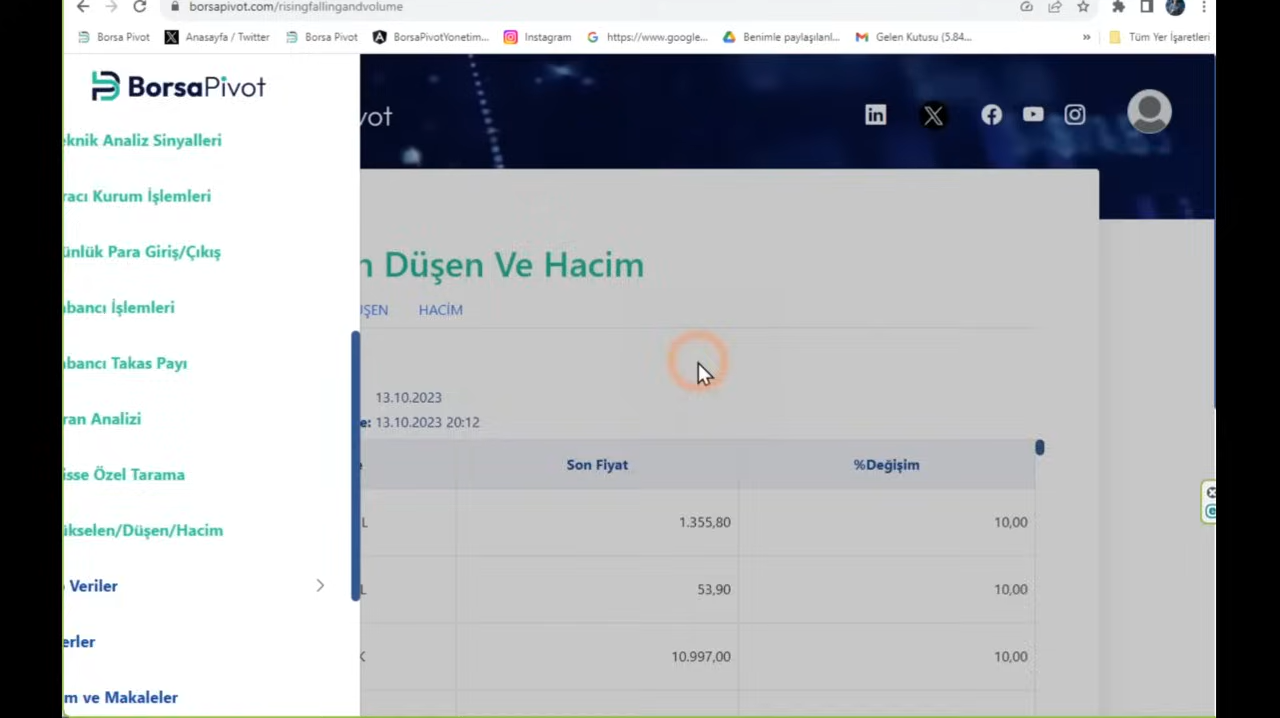 borsapivot.com/risingfallingandvolume
Borsa Pivot
Anasayfa / Twitter
Borsa Pivot
BorsaPivotYonetim...
Instagram
https://www.google...
Benimle paylaşılanl...
Gelen Kutusu (5.84...
»
Tüm Yer İşaretleri
BorsaPivot
vot
eknik Analiz Sinyalleri
racı Kurum İşlemleri
ünlük Para Giriş/Çıkış
abancı İşlemleri
abancı Takas Payı
ran Analizi
isse Özel Tarama
ükselen/Düşen/Hacim
Veriler
erler
m ve Makaleler
n Düşen Ve Hacim
ŞEN HACİM
13.10.2023
e: 13.10.2023 20:12
Son Fiyat %Değişim
L 1.355,80 10,00
L 53,90 10,00
K 10.997,00 10,00